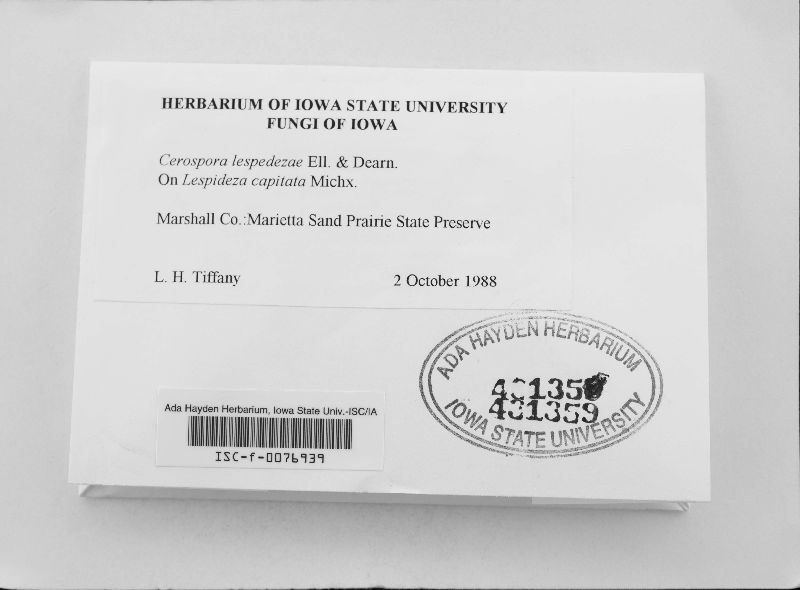 HERBARIUM OF IOWA STATE UNIVERSITY
FUNGI OF IOWA
Cerospora lespedezae Ell. & Dearn.
On Lespideza capitata Michx.
Marshall Co.:Marietta Sand Prairie State Preserve
L. H. Tiffany 2 October 1988
ADA HAYDEN HERBARIUM
431359
IOWA STATE UNIVERSITY
Ada Hayden Herbarium, Iowa State Univ.-ISC/IA
ISC-f-0076939